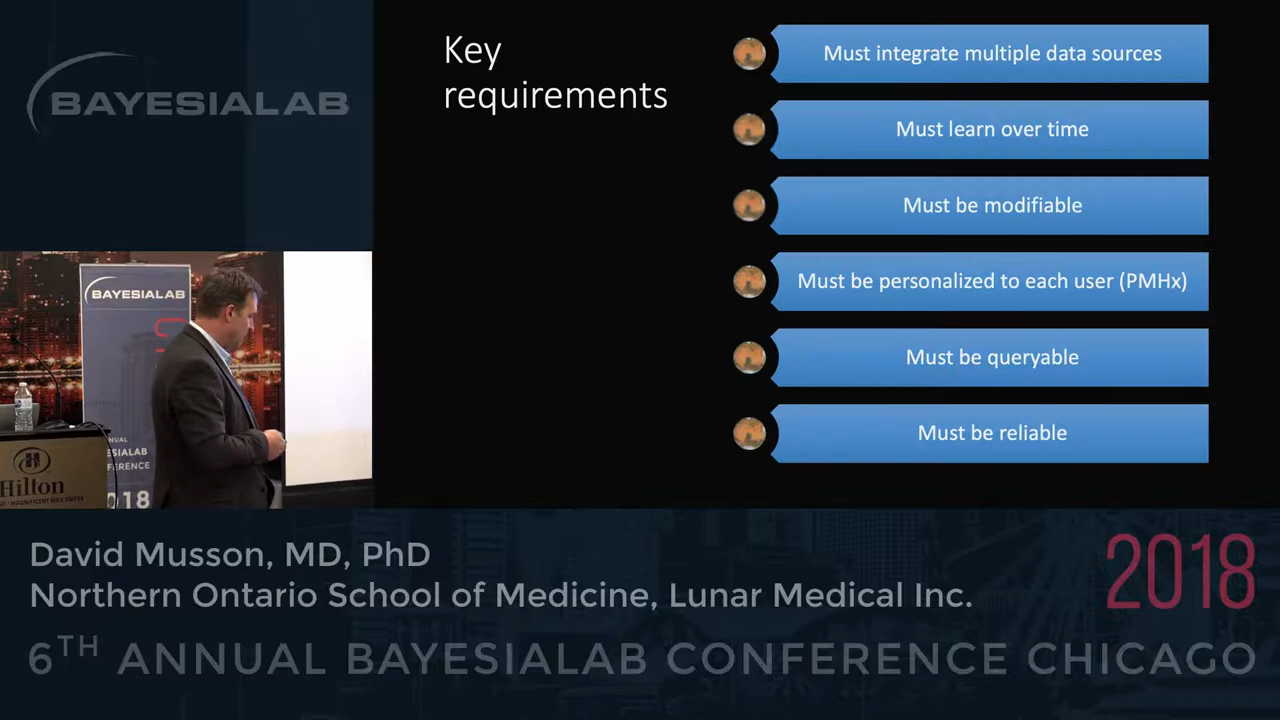 BAYESIALAB
Key
requirements
Must integrate multiple data sources
Must learn over time
Must be modifiable
Must be personalized to each user (PMHx)
Must be queryable
Must be reliable
BAYESIALAB
Hilton
018
David Musson, MD, PhD
Northern Ontario School of Medicine, Lunar Medical Inc.
2018
6TH ANNUAL BAYESIALAB CONFERENCE CHICAGO